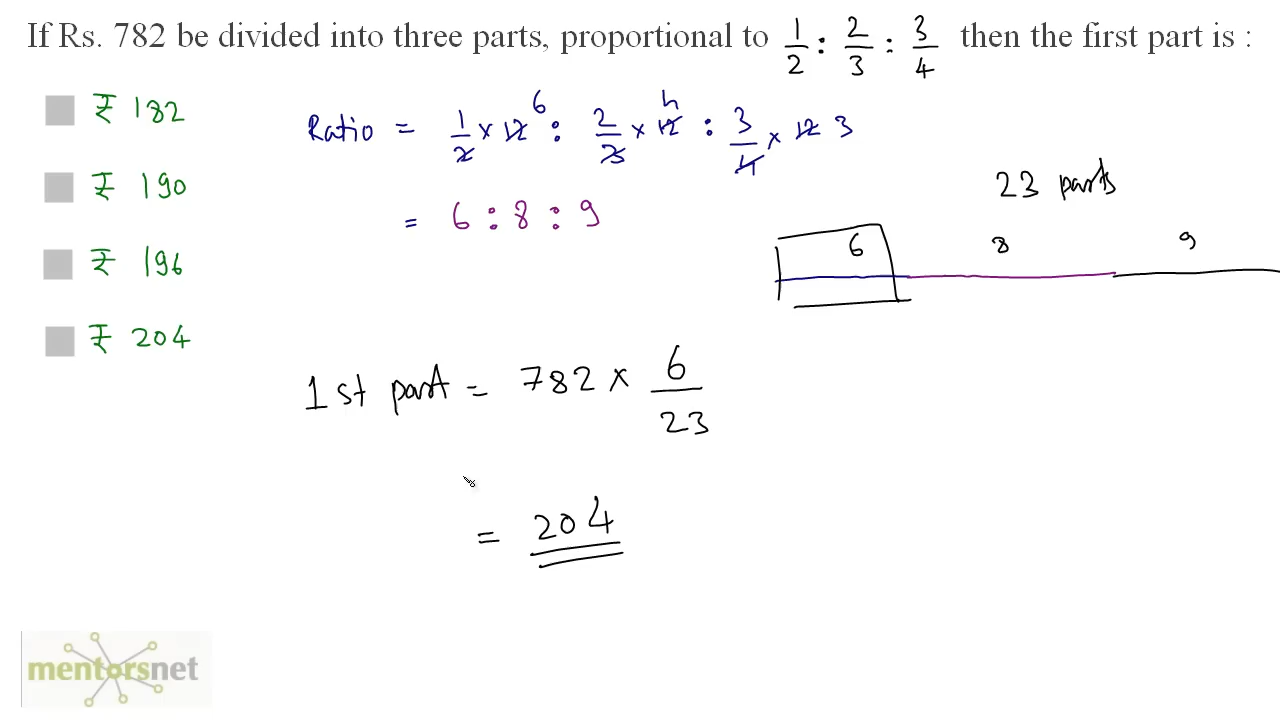 If Rs. 782 be divided into three parts, proportional to 1/2 : 2/3 : 3/4 then the first part is :
₹ 182
₹ 190
₹ 196
₹ 204
Ratio = 1/2 × 12 6 : 2/3 × 12 4 : 3/4 × 12 3
= 6 : 8 : 9
23 parts
6 8 9
1st part = 782 × 6/23
= 204
mentorsnet